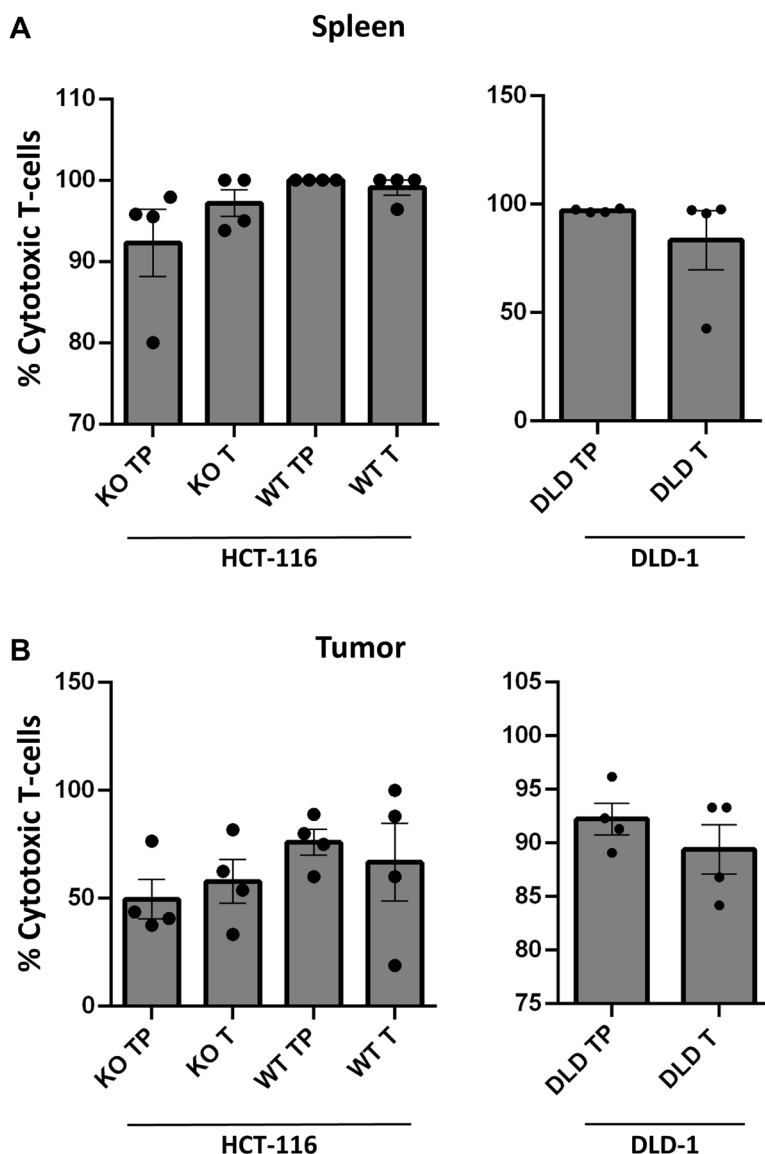 A
Spleen
% Cytotoxic T-cells
110
100
90
80
70
KO TP
KO T
WT TP
WT T
HCT-116
150
100
50
0
DLD TP
DLD T
DLD-1
B
Tumor
% Cytotoxic T-cells
150
100
50
0
KO TP
KO T
WT TP
WT T
HCT-116
105
100
95
90
85
80
75
DLD TP
DLD T
DLD-1